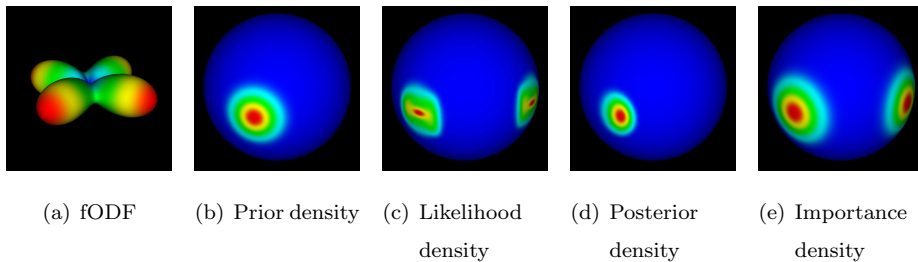 (a) fODF
(b) Prior density
(c) Likelihood
density
(d) Posterior
density
(e) Importance
density